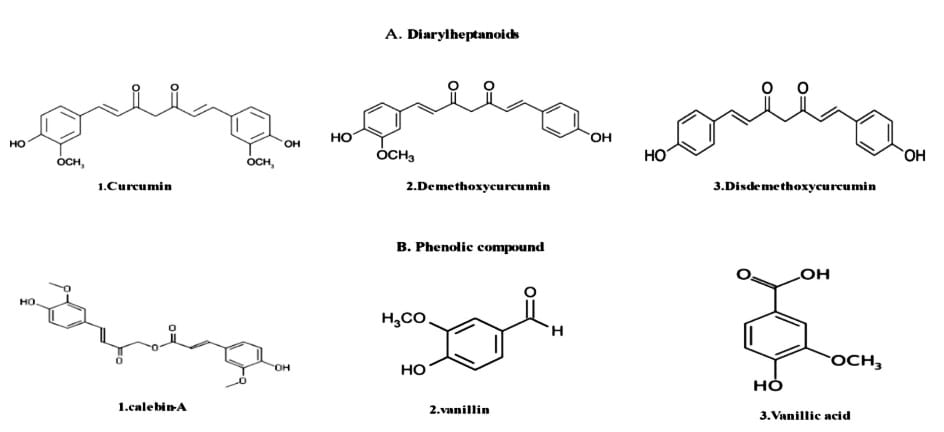 A. Diarylheptanoids
O O
HO OCH3 OCH3 OH
1.Curcumin
O O
HO OCH3 OH
2.Demethoxycurcumin
O O
HO OH
3.Disdemethoxycurcumin
B. Phenolic compound
O
HO
O
O
O
O
OH
1.calebin-A
O
H3CO
H
HO
2.vanillin
O OH
OCH3
HO
3.Vanillic acid